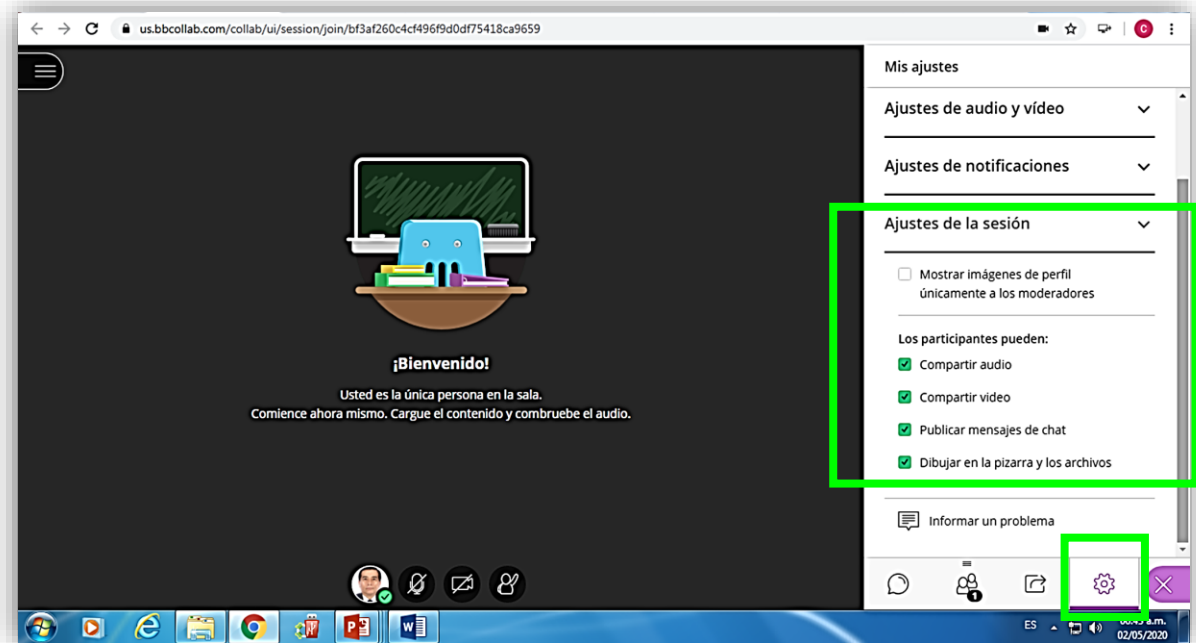 us.bbcollab.com/collab/ui/session/join/bf3af260c4cf496f9d0df75418ca9659
C
Mis ajustes
Ajustes de audio y vídeo
Ajustes de notificaciones
Ajustes de la sesión
Mostrar imágenes de perfil
únicamente a los moderadores
Los participantes pueden:
Compartir audio
Compartir video
Publicar mensajes de chat
Dibujar en la pizarra y los archivos
Informar un problema
¡Bienvenido!
Usted es la única persona en la sala.
Comience ahora mismo. Cargue el contenido y combruebe el audio.
1
ES
a.m.
02/05/2020